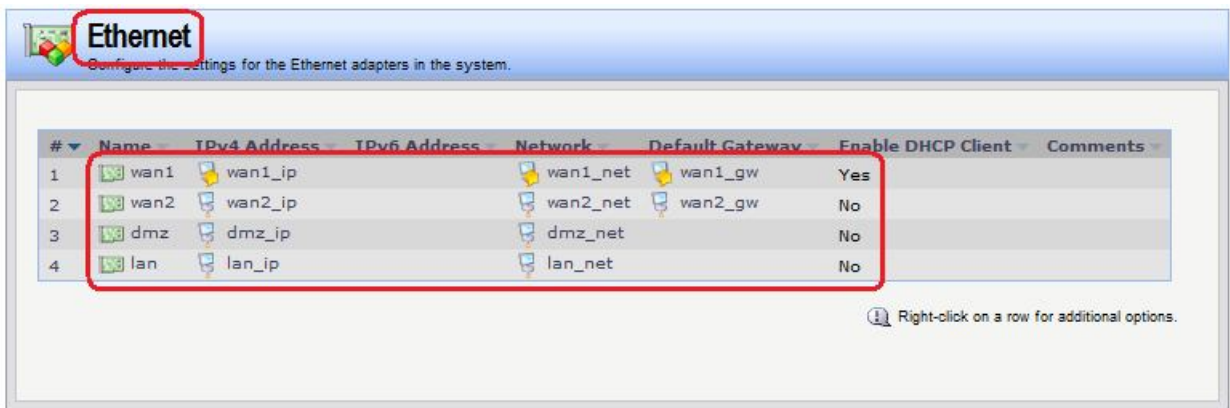 Ethernet
Configure the settings for the Ethernet adapters in the system.
# Name IPv4 Address IPv6 Address Network Default Gateway Enable DHCP Client Comments
1 wan1 wan1_ip wan1_net wan1_gw Yes
2 wan2 wan2_ip wan2_net wan2_gw No
3 dmz dmz_ip dmz_net No
4 lan lan_ip lan_net No
Right-click on a row for additional options.